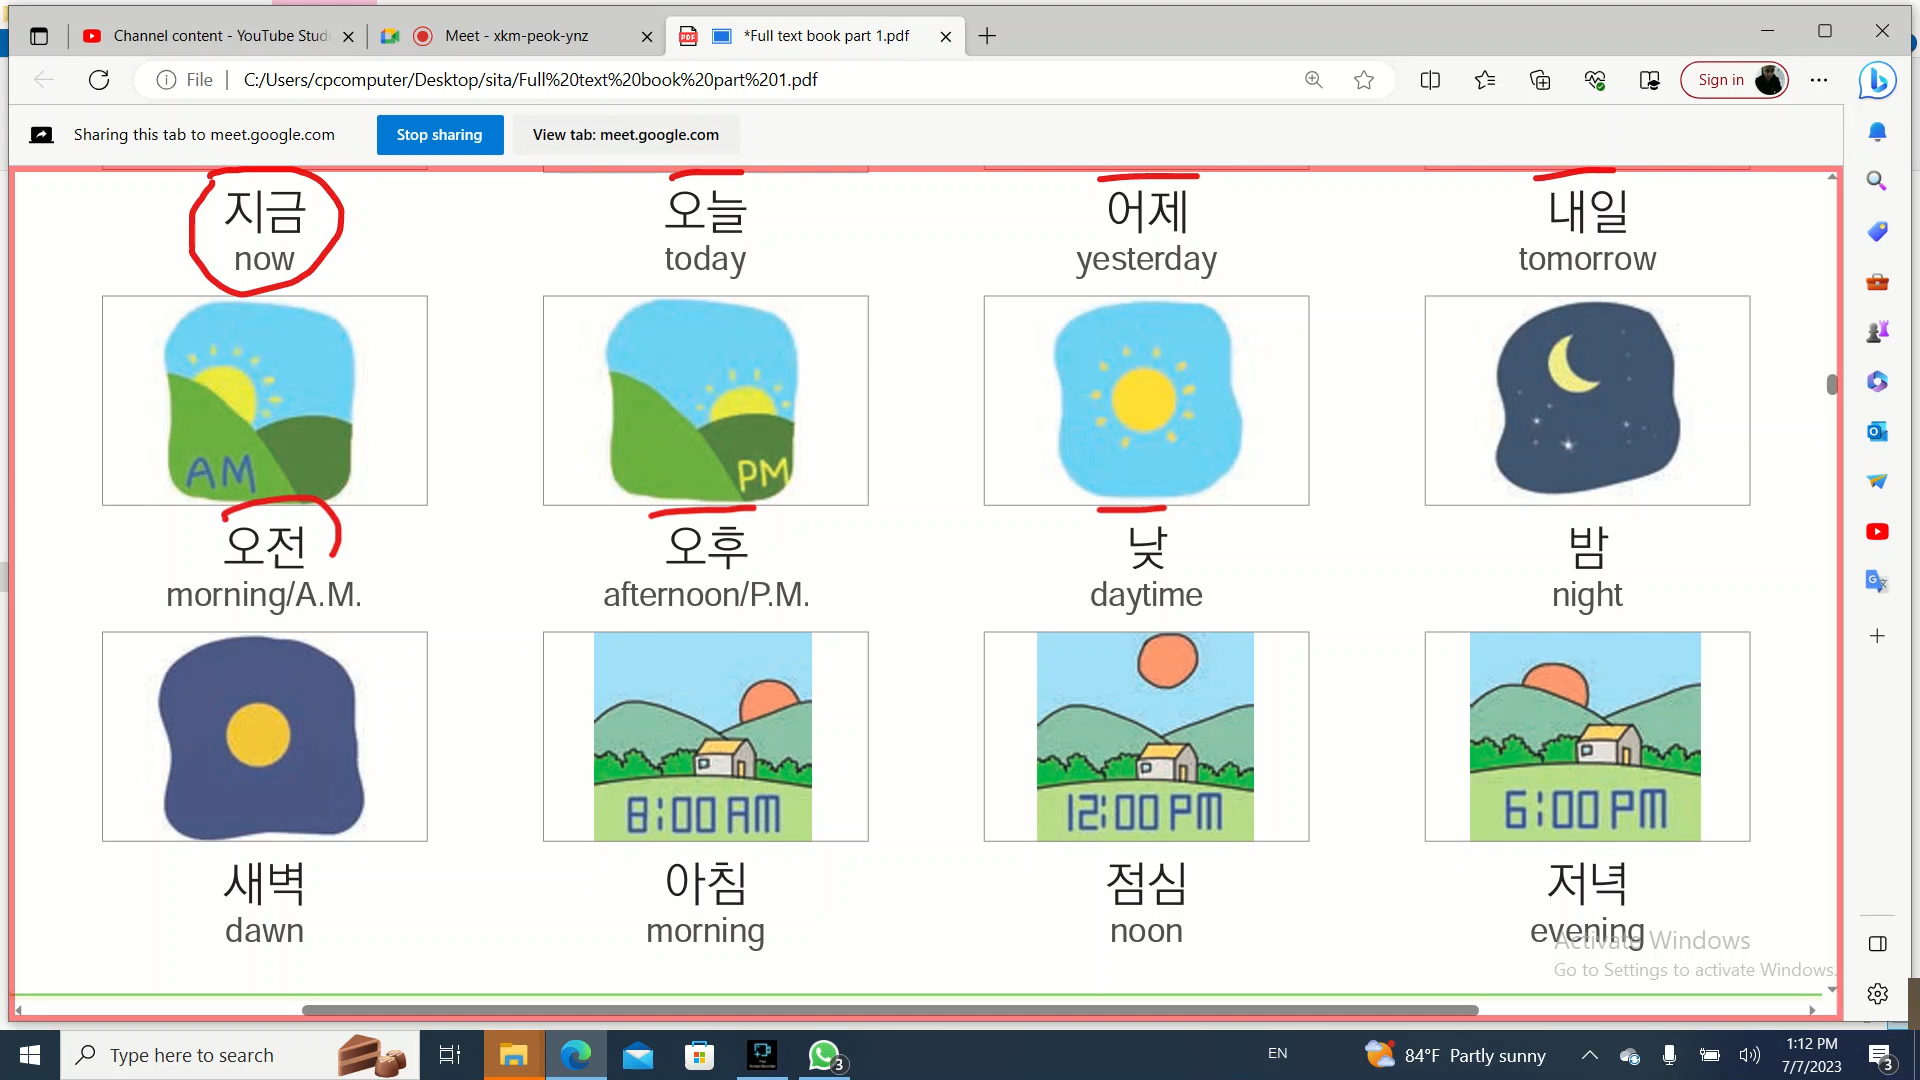 Channel content - YouTube Studi
Meet - xkm-peok-ynz
*Full text book part 1.pdf
File
C:/Users/cpcomputer/Desktop/sita/Full%20text%20book%20part%201.pdf
Sign in
Sharing this tab to meet.google.com
Stop sharing
View tab: meet.google.com
지금 오늘 어제 내일
now today yesterday tomorrow
AM PM
오전 오후 낮 밤
morning/A.M. afternoon/P.M. daytime night
8:00 AM 12:00 PM 6:00 PM
새벽 아침 점심 저녁
dawn morning noon evening
Activate Windows
Go to Settings to activate Windows.
Type here to search
3
EN
84°F Partly sunny
1:12 PM
7/7/2023
3